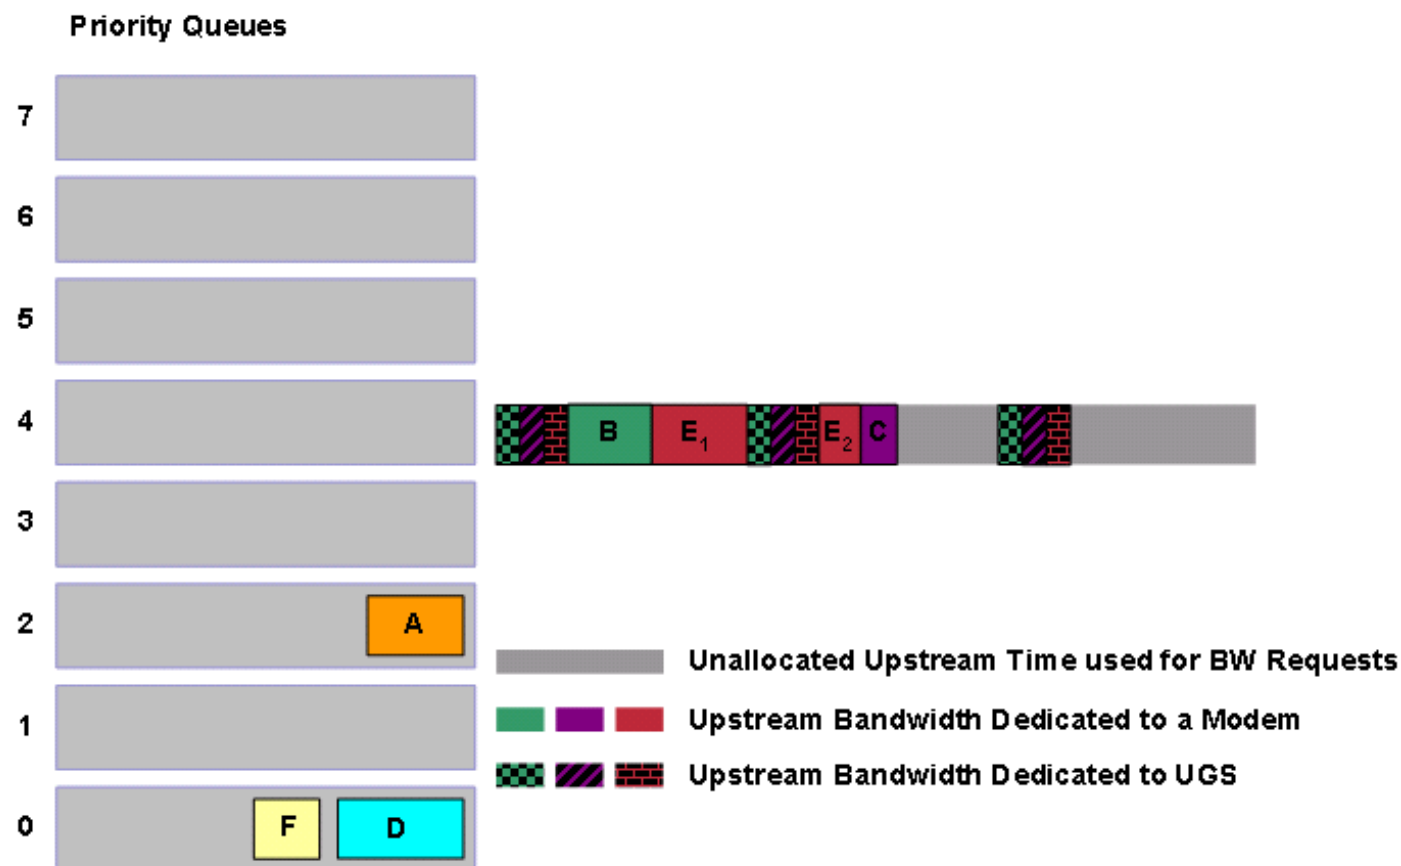 Priority Queues
7
6
5
4
B E1 E2 C
3
2 A
Unallocated Upstream Time used for BW Requests
1 Upstream Bandwidth Dedicated to a Modem
Upstream Bandwidth Dedicated to UGS
0 F D